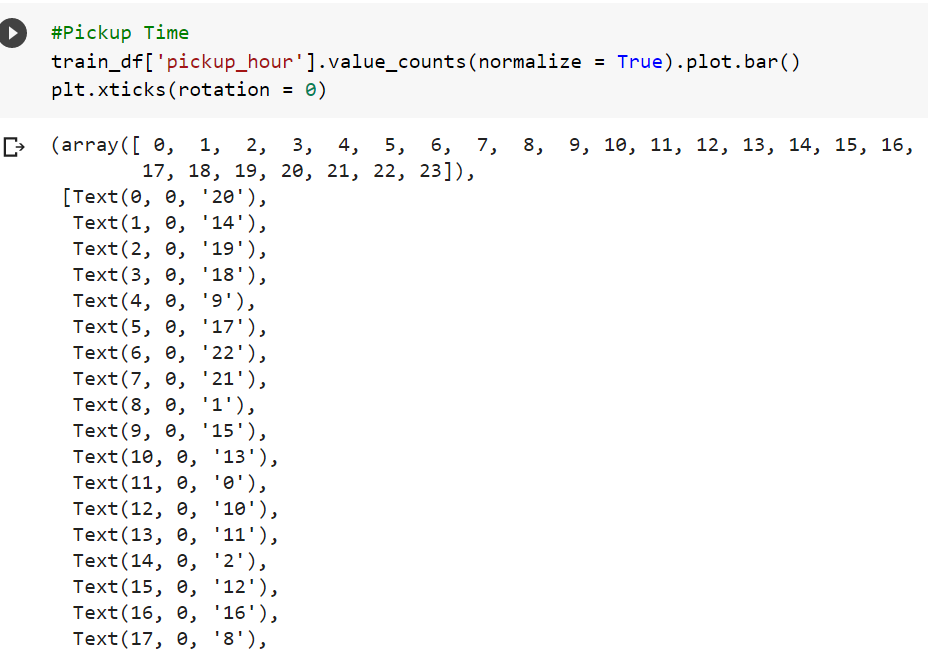 #Pickup Time
train_df['pickup_hour'].value_counts(normalize = True).plot.bar()
plt.xticks(rotation = 0)
(array([ 0,  1,  2,  3,  4,  5,  6,  7,  8,  9, 10, 11, 12, 13, 14, 15, 16,
        17, 18, 19, 20, 21, 22, 23]),
 [Text(0, 0, '20'),
  Text(1, 0, '14'),
  Text(2, 0, '19'),
  Text(3, 0, '18'),
  Text(4, 0, '9'),
  Text(5, 0, '17'),
  Text(6, 0, '22'),
  Text(7, 0, '21'),
  Text(8, 0, '1'),
  Text(9, 0, '15'),
  Text(10, 0, '13'),
  Text(11, 0, '0'),
  Text(12, 0, '10'),
  Text(13, 0, '11'),
  Text(14, 0, '2'),
  Text(15, 0, '12'),
  Text(16, 0, '16'),
  Text(17, 0, '8'),